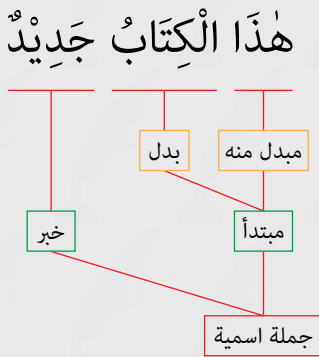 هٰذَا الْكِتَابُ جَدِيْدٌ
مبدل منه
بدل
مبتدأ
خبر
جملة اسمية